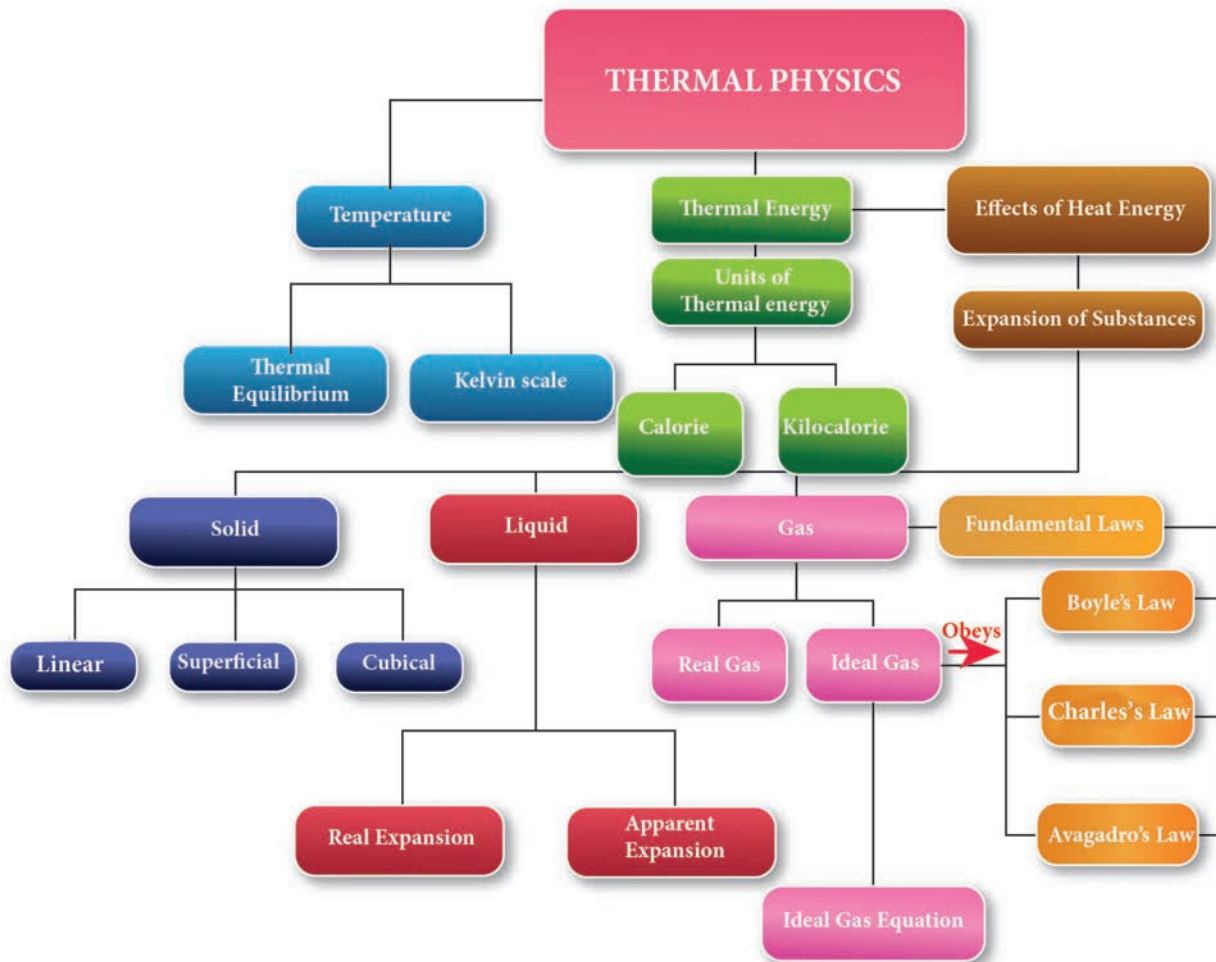 THERMAL PHYSICS
Temperature
Thermal Energy
Effects of Heat Energy
Units of
Thermal energy
Expansion of Substances
Thermal
Equilibrium
Kelvin scale
Calorie
Kilocalorie
Solid
Liquid
Gas
Fundamental Laws
Linear
Superficial
Cubical
Real Gas
Ideal Gas
Obeys
Boyle's Law
Charles's Law
Avagadro's Law
Real Expansion
Apparent
Expansion
Ideal Gas Equation